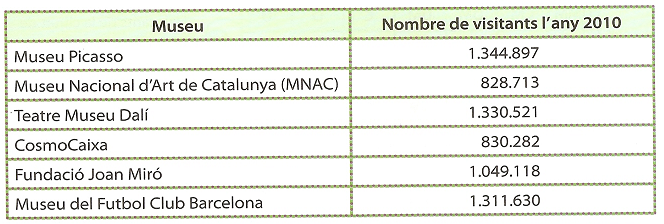 Museu Nombre de visitants l'any 2010
Museu Picasso 1.344.897
Museu Nacional d'Art de Catalunya (MNAC) 828.713
Teatre Museu Dalí 1.330.521
CosmoCaixa 830.282
Fundació Joan Miró 1.049.118
Museu del Futbol Club Barcelona 1.311.630